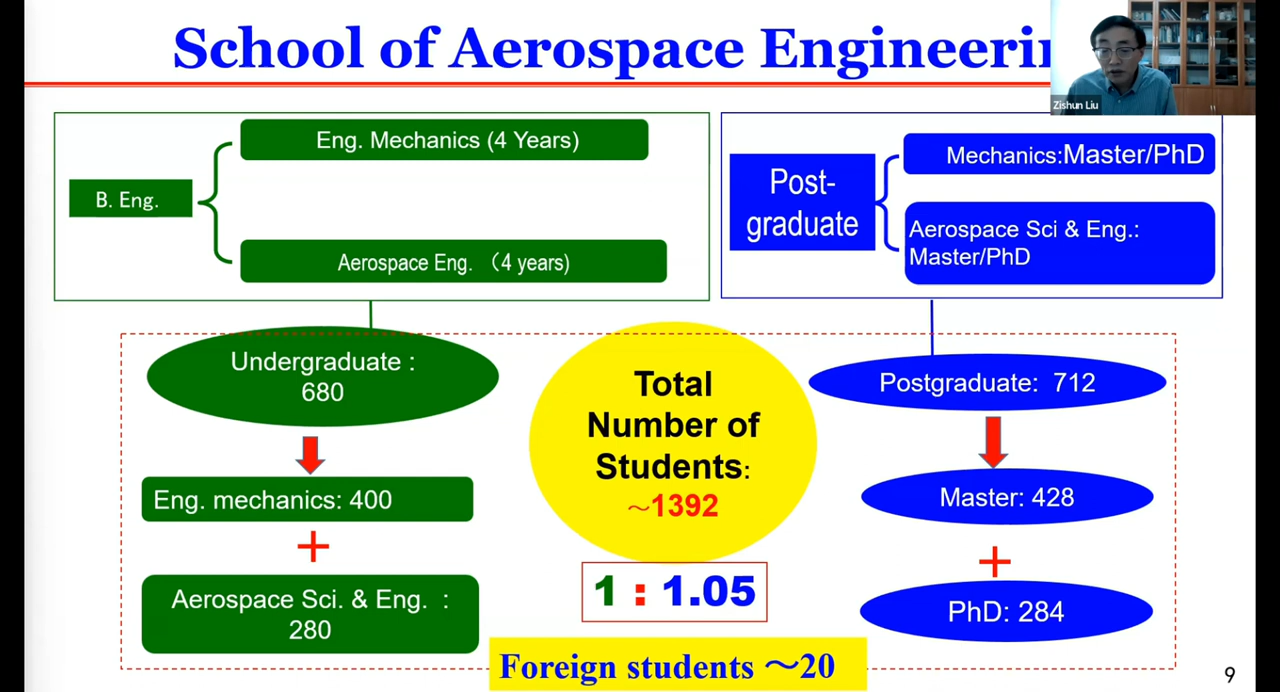 School of Aerospace Engineerin
Zishun Liu
Eng. Mechanics (4 Years)
B. Eng.
Aerospace Eng. （4 years)
Post-
graduate
Mechanics:Master/PhD
Aerospace Sci & Eng.:
Master/PhD
Undergraduate :
680
Eng. mechanics: 400
+
Aerospace Sci. & Eng. :
280
Total
Number of
Students:
～1392
1 : 1.05
Foreign students ～20
Postgraduate: 712
Master: 428
+
PhD: 284
9